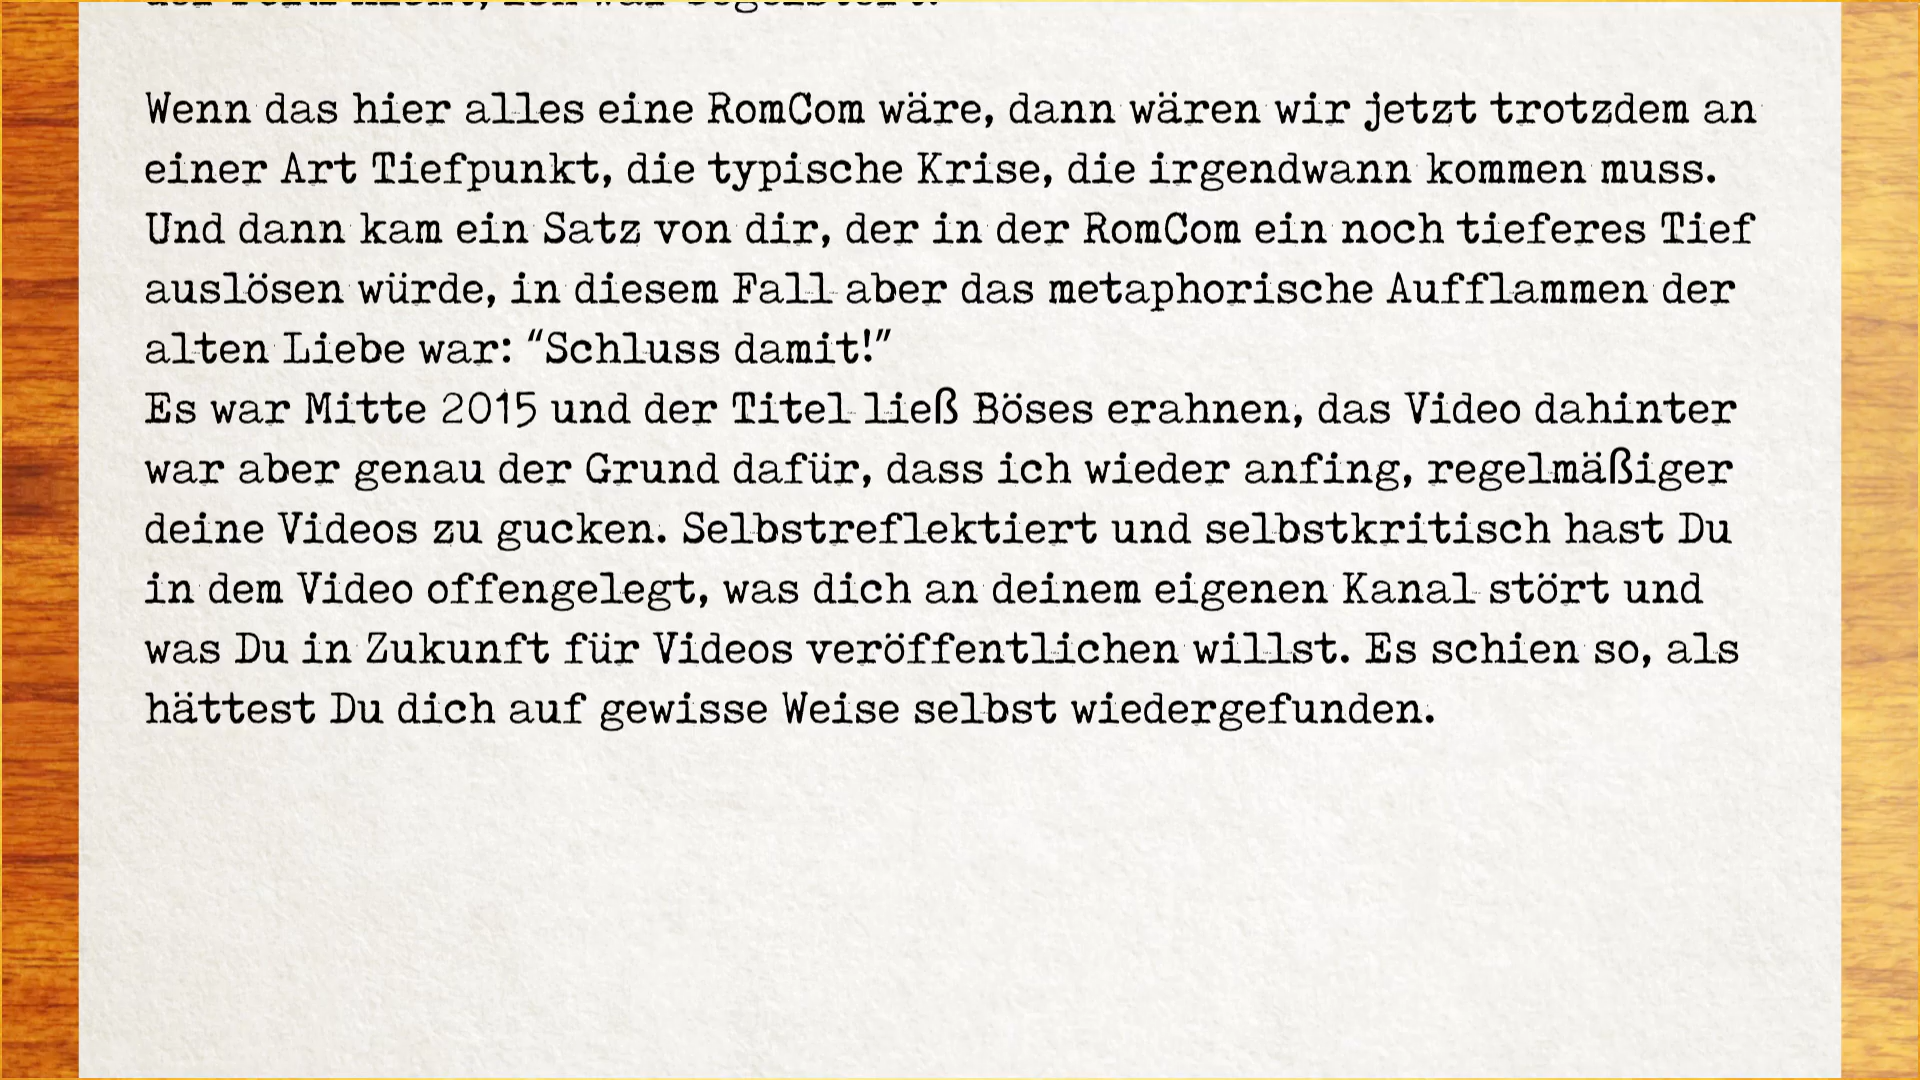 Wenn das hier alles eine RomCom wäre, dann wären wir jetzt trotzdem an
einer Art Tiefpunkt, die typische Krise, die irgendwann kommen muss.
Und dann kam ein Satz von dir, der in der RomCom ein noch tieferes Tief
auslösen würde, in diesem Fall aber das metaphorische Aufflammen der
alten Liebe war: “Schluss damit!”
Es war Mitte 2015 und der Titel ließ Böses erahnen, das Video dahinter
war aber genau der Grund dafür, dass ich wieder anfing, regelmäßiger
deine Videos zu gucken. Selbstreflektiert und selbstkritisch hast Du
in dem Video offengelegt, was dich an deinem eigenen Kanal stört und
was Du in Zukunft für Videos veröffentlichen willst. Es schien so, als
hättest Du dich auf gewisse Weise selbst wiedergefunden.